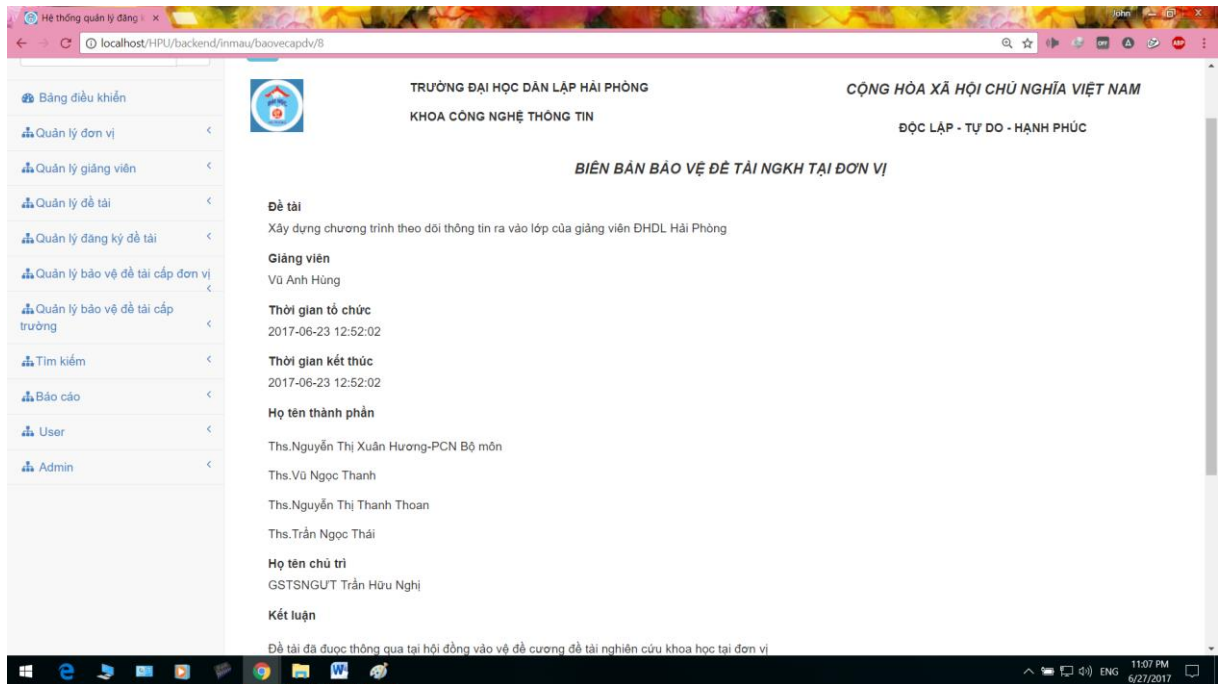 Hệ thống quản lý đăng k
John
localhost/HPU/backend/inmau/baovecapdv/8
Bảng điều khiển
Quản lý đơn vị
Quản lý giảng viên
Quản lý đề tài
Quản lý đăng ký đề tài
Quản lý bảo vệ đề tài cấp đơn vị
Quản lý bảo vệ đề tài cấp
trường
Tìm kiếm
Báo cáo
User
Admin
TRƯỜNG ĐẠI HỌC DÂN LẬP HẢI PHÒNG
KHOA CÔNG NGHỆ THÔNG TIN
CỘNG HÒA XÃ HỘI CHỦ NGHĨA VIỆT NAM
ĐỘC LẬP - TỰ DO - HẠNH PHÚC
BIÊN BẢN BẢO VỆ ĐỀ TÀI NGKH TẠI ĐƠN VỊ
Đề tài
Xây dựng chương trình theo dõi thông tin ra vào lớp của giảng viên ĐHDL Hải Phòng
Giảng viên
Vũ Anh Hùng
Thời gian tổ chức
2017-06-23 12:52:02
Thời gian kết thúc
2017-06-23 12:52:02
Họ tên thành phần
Ths.Nguyễn Thị Xuân Hương-PCN Bộ môn
Ths.Vũ Ngọc Thanh
Ths.Nguyễn Thị Thanh Thoan
Ths.Trần Ngọc Thái
Họ tên chủ trì
GSTSNGƯT Trần Hữu Nghị
Kết luận
Đề tài đã được thông qua tại hội đồng vào vệ đề cương đề tài nghiên cứu khoa học tại đơn vị
ENG
11:07 PM
6/27/2017